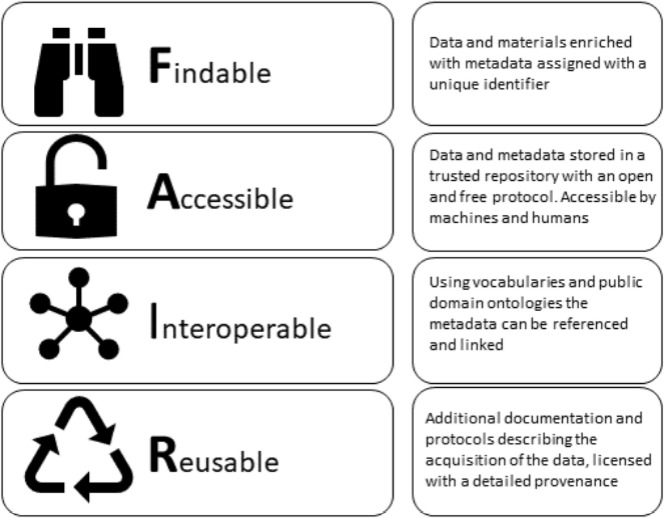 Findable
Data and materials enriched
with metadata assigned with a
unique identifier
Accessible
Data and metadata stored in a
trusted repository with an open
and free protocol. Accessible by
machines and humans
Interoperable
Using vocabularies and public
domain ontologies the
metadata can be referenced
and linked
Reusable
Additional documentation and
protocols describing the
acquisition of the data, licensed
with a detailed provenance